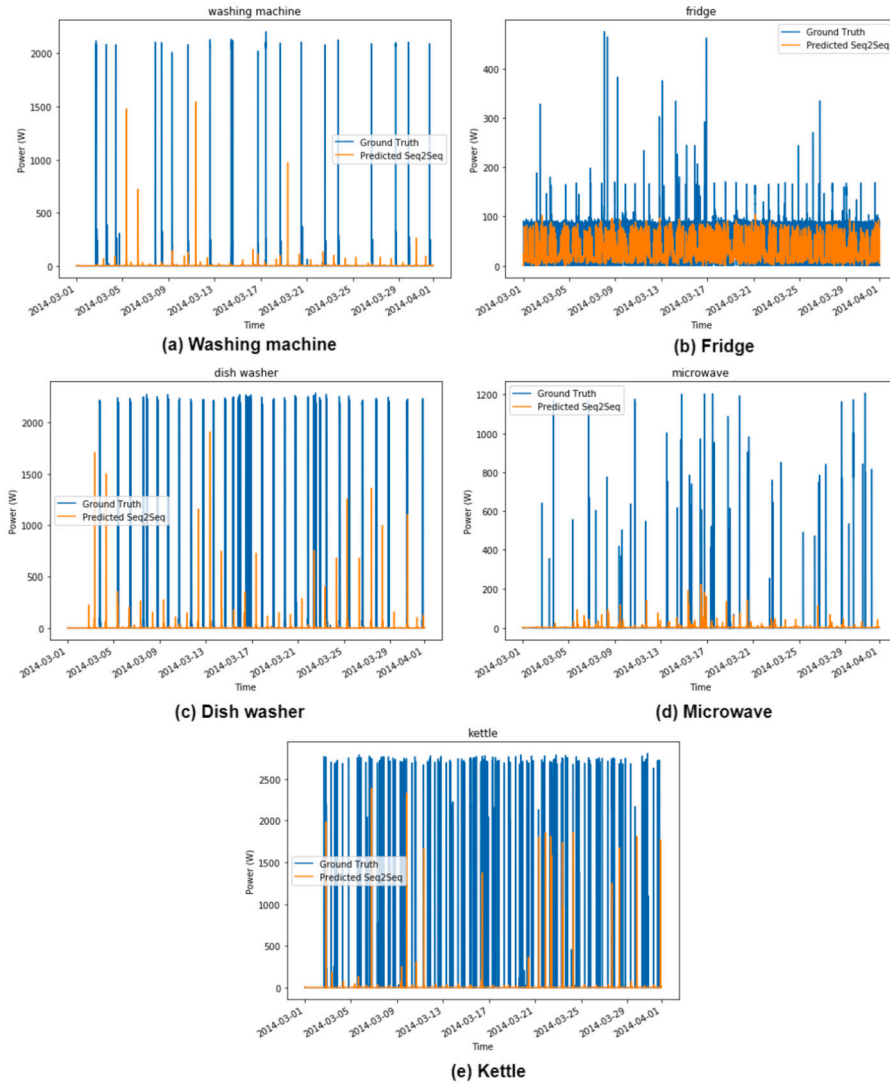 washing machine
Power (W)
2000
1500
1000
500
0
Ground Truth
Predicted Seq2Seq
2014-03-01
2014-03-05
2014-03-09
2014-03-13
2014-03-17
2014-03-21
2014-03-25
2014-03-29
2014-04-01
Time
(a) Washing machine
fridge
Power (W)
400
300
200
100
0
Ground Truth
Predicted Seq2Seq
2014-03-01
2014-03-05
2014-03-09
2014-03-13
2014-03-17
2014-03-21
2014-03-25
2014-03-29
2014-04-01
Time
(b) Fridge
dish washer
Power (W)
2000
1500
1000
500
0
Ground Truth
Predicted Seq2Seq
2014-03-01
2014-03-05
2014-03-09
2014-03-13
2014-03-17
2014-03-21
2014-03-25
2014-03-29
2014-04-01
Time
(c) Dish washer
microwave
Power (W)
1200
1000
800
600
400
200
0
Ground Truth
Predicted Seq2Seq
2014-03-01
2014-03-05
2014-03-09
2014-03-13
2014-03-17
2014-03-21
2014-03-25
2014-03-29
2014-04-01
Time
(d) Microwave
kettle
Power (W)
2500
2000
1500
1000
500
0
Ground Truth
Predicted Seq2Seq
2014-03-01
2014-03-05
2014-03-09
2014-03-13
2014-03-17
2014-03-21
2014-03-25
2014-03-29
2014-04-01
Time
(e) Kettle